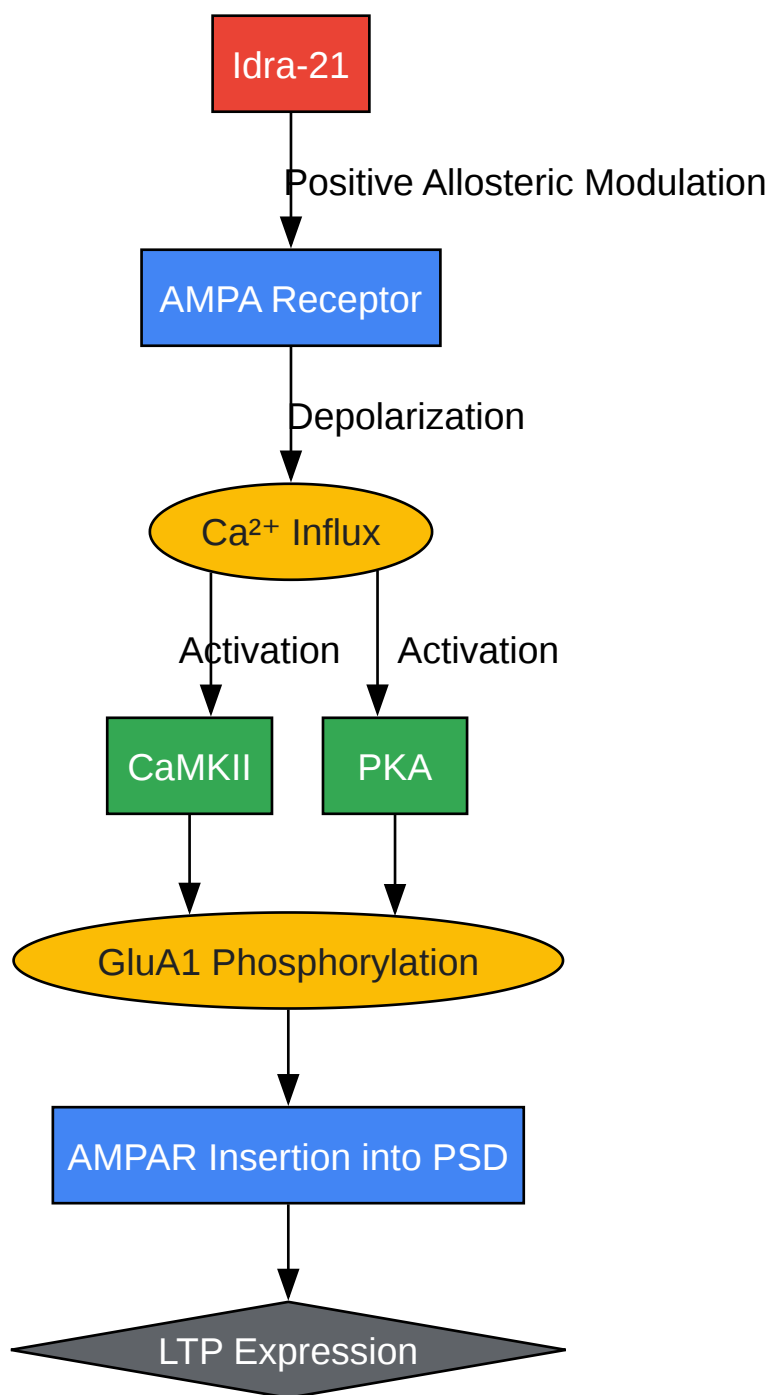 Idra-21
Positive Allosteric Modulation
AMPA Receptor
Depolarization
Ca²⁺ Influx
Activation
Activation
CaMKII
PKA
GluA1 Phosphorylation
AMPAR Insertion into PSD
LTP Expression